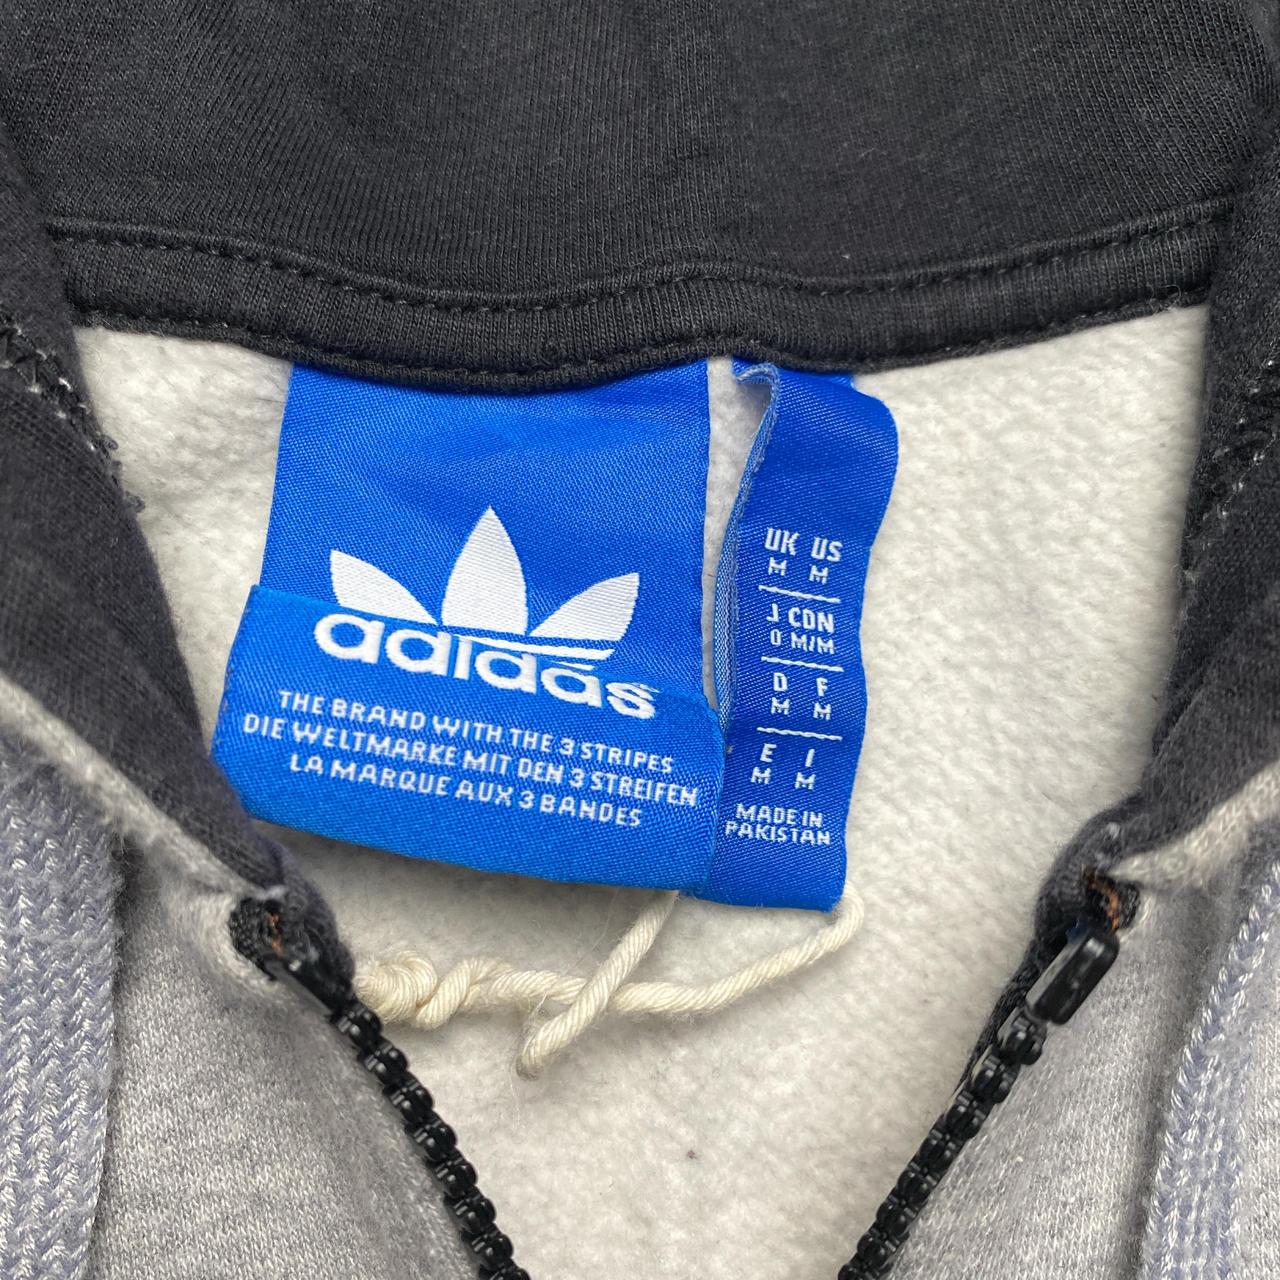 adidas
THE BRAND WITH THE 3 STRIPES
DIE WELTMARKE MIT DEN 3 STREIFEN
LA MARQUE AUX 3 BANDES
UK US
M M
J CDN
O M/M
D F
M M
E I
M M
MADE IN
PAKISTAN